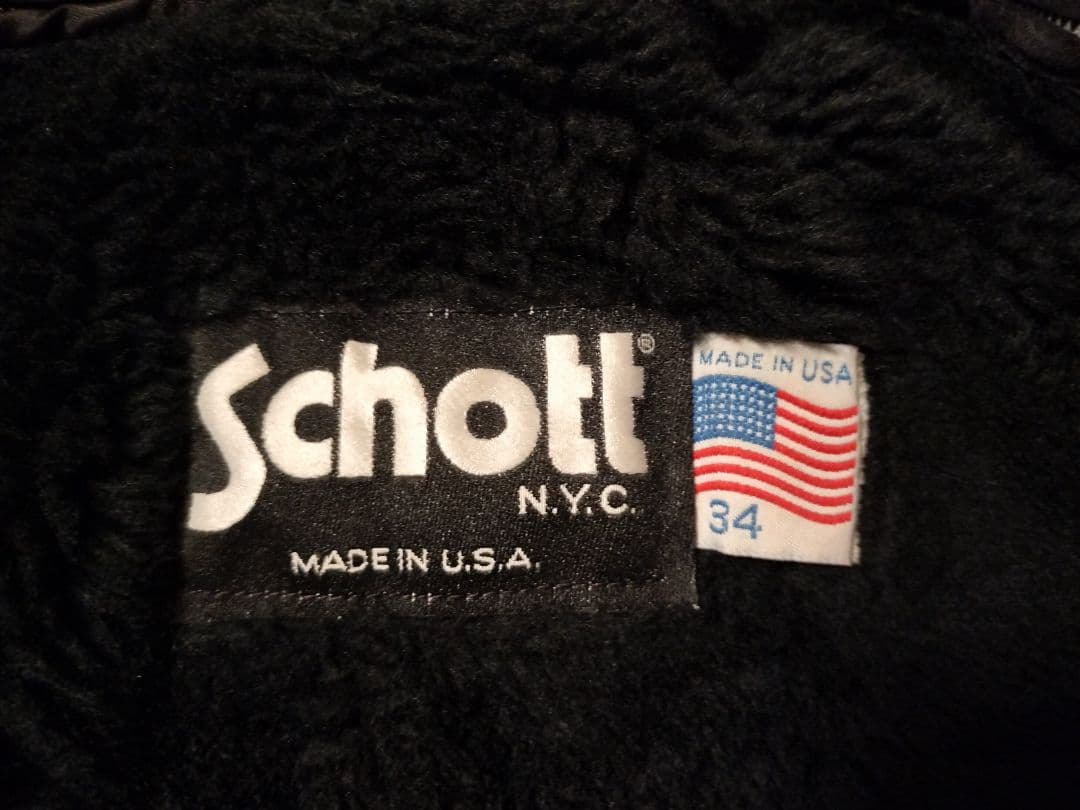 Schott®
N.Y.C.
MADE IN U.S.A.
MADE IN USA
34